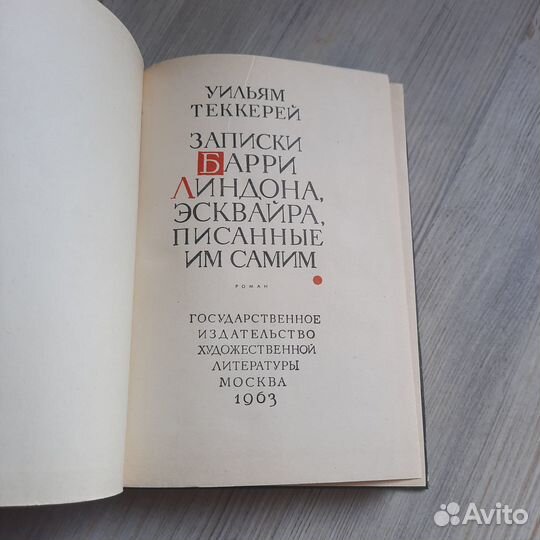 УИЛЬЯМ
ТЕККЕРЕЙ
ЗАПИСКИ
БАРРИ
ЛИНДОНА,
ЭСКВАЙРА,
ПИСАННЫЕ
ИМ САМИМ
РОМАН
ГОСУДАРСТВЕННОЕ
ИЗДАТЕЛЬСТВО
ХУДОЖЕСТВЕННОЙ
ЛИТЕРАТУРЫ
МОСКВА
1963
Avito